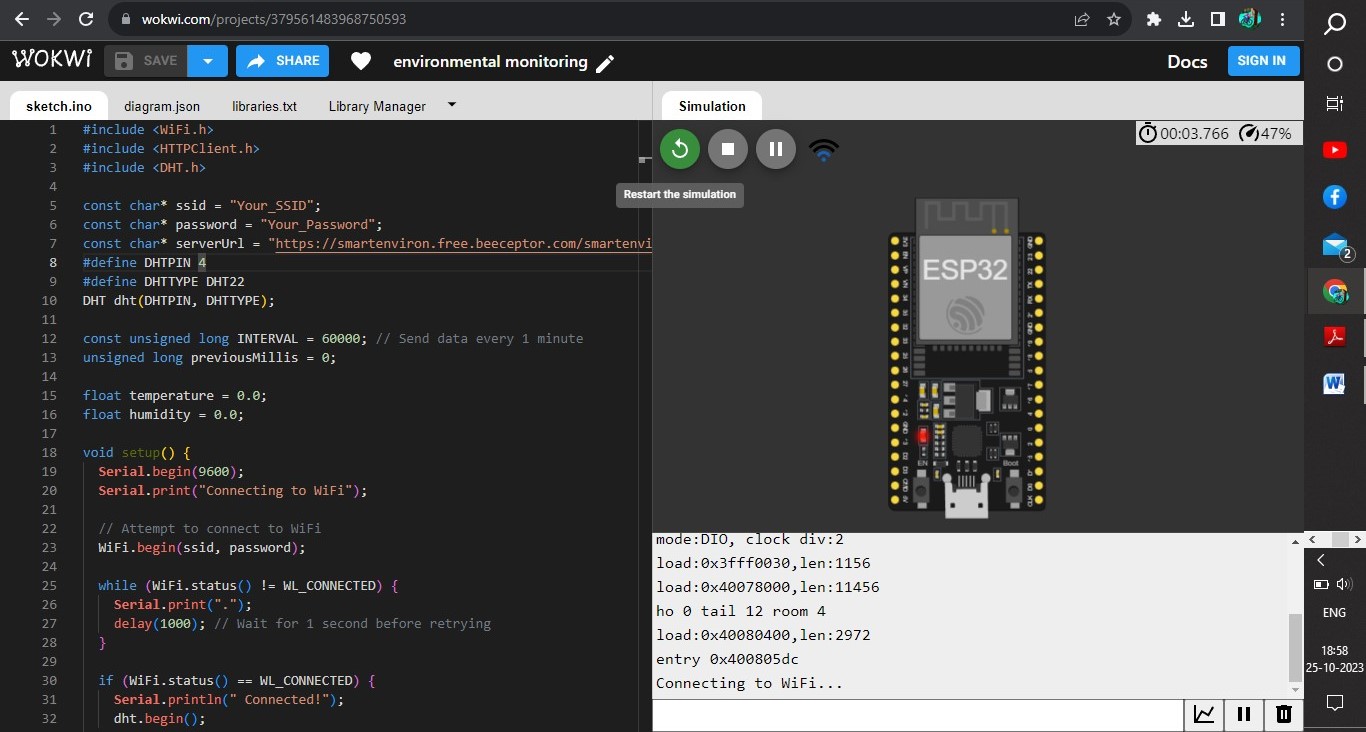 wokwi.com/projects/379561483968750593
WOKWi
SAVE
SHARE
environmental monitoring
Docs
SIGN IN
sketch.ino
diagram.json
libraries.txt
Library Manager
Simulation
1 #include <WiFi.h>
2 #include <HTTPClient.h>
3 #include <DHT.h>
4
5 const char* ssid = "Your_SSID";
6 const char* password = "Your_Password";
7 const char* serverUrl = "https://smartenviron.free.beeceptor.com/smartenvi
8 #define DHTPIN 4
9 #define DHTTYPE DHT22
10 DHT dht(DHTPIN, DHTTYPE);
11
12 const unsigned long INTERVAL = 60000; // Send data every 1 minute
13 unsigned long previousMillis = 0;
14
15 float temperature = 0.0;
16 float humidity = 0.0;
17
18 void setup() {
19 Serial.begin(9600);
20 Serial.print("Connecting to WiFi");
21
22 // Attempt to connect to WiFi
23 WiFi.begin(ssid, password);
24
25 while (WiFi.status() != WL_CONNECTED) {
26 Serial.print(".");
27 delay(1000); // Wait for 1 second before retrying
28 }
29
30 if (WiFi.status() == WL_CONNECTED) {
31 Serial.println(" Connected!");
32 dht.begin();
00:03.766
47%
Restart the simulation
ESP32
EN
Boot
mode:DIO, clock div:2
load:0x3fff0030,len:1156
load:0x40078000,len:11456
ho 0 tail 12 room 4
load:0x40080400,len:2972
entry 0x400805dc
Connecting to WiFi...
2
ENG
18:58
25-10-2023